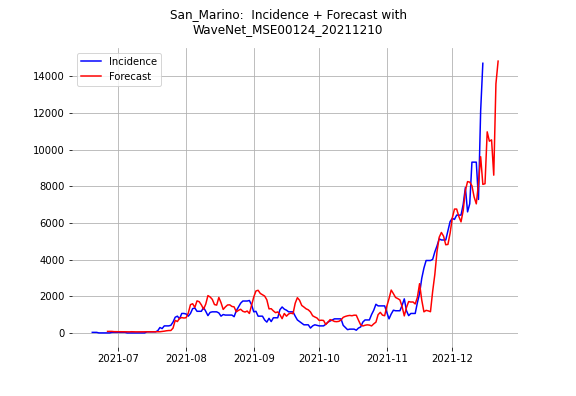 San_Marino:  Incidence + Forecast with
WaveNet_MSE00124_20211210
Incidence
Forecast
14000
12000
10000
8000
6000
4000
2000
0
2021-07 2021-08 2021-09 2021-10 2021-11 2021-12